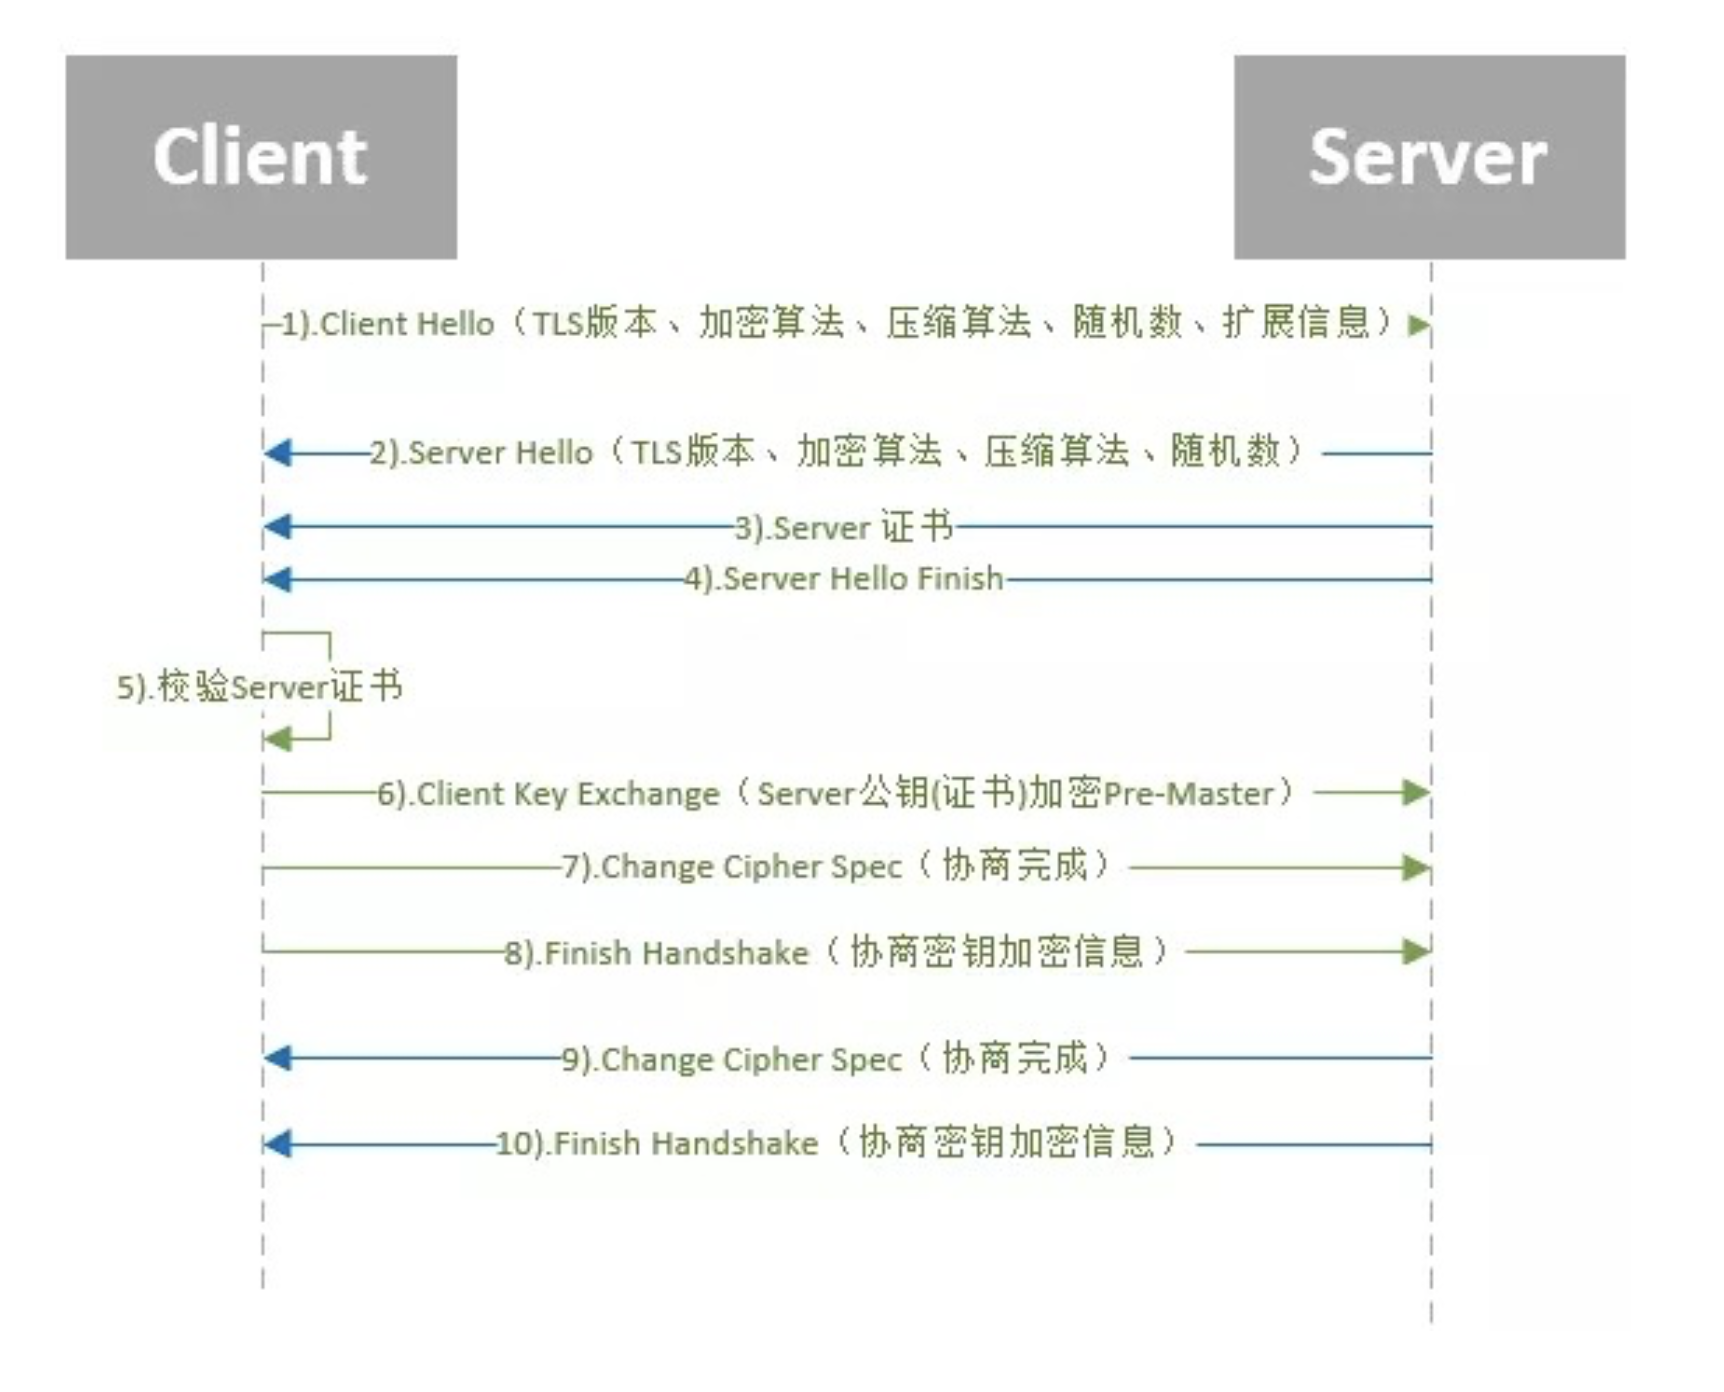 Client
Server
1).Client Hello（TLS版本、加密算法、压缩算法、随机数、扩展信息）
2).Server Hello（TLS版本、加密算法、压缩算法、随机数）
3).Server 证书
4).Server Hello Finish
5).校验Server证书
6).Client Key Exchange（Server公钥(证书)加密Pre-Master）
7).Change Cipher Spec（协商完成）
8).Finish Handshake（协商密钥加密信息）
9).Change Cipher Spec（协商完成）
10).Finish Handshake（协商密钥加密信息）